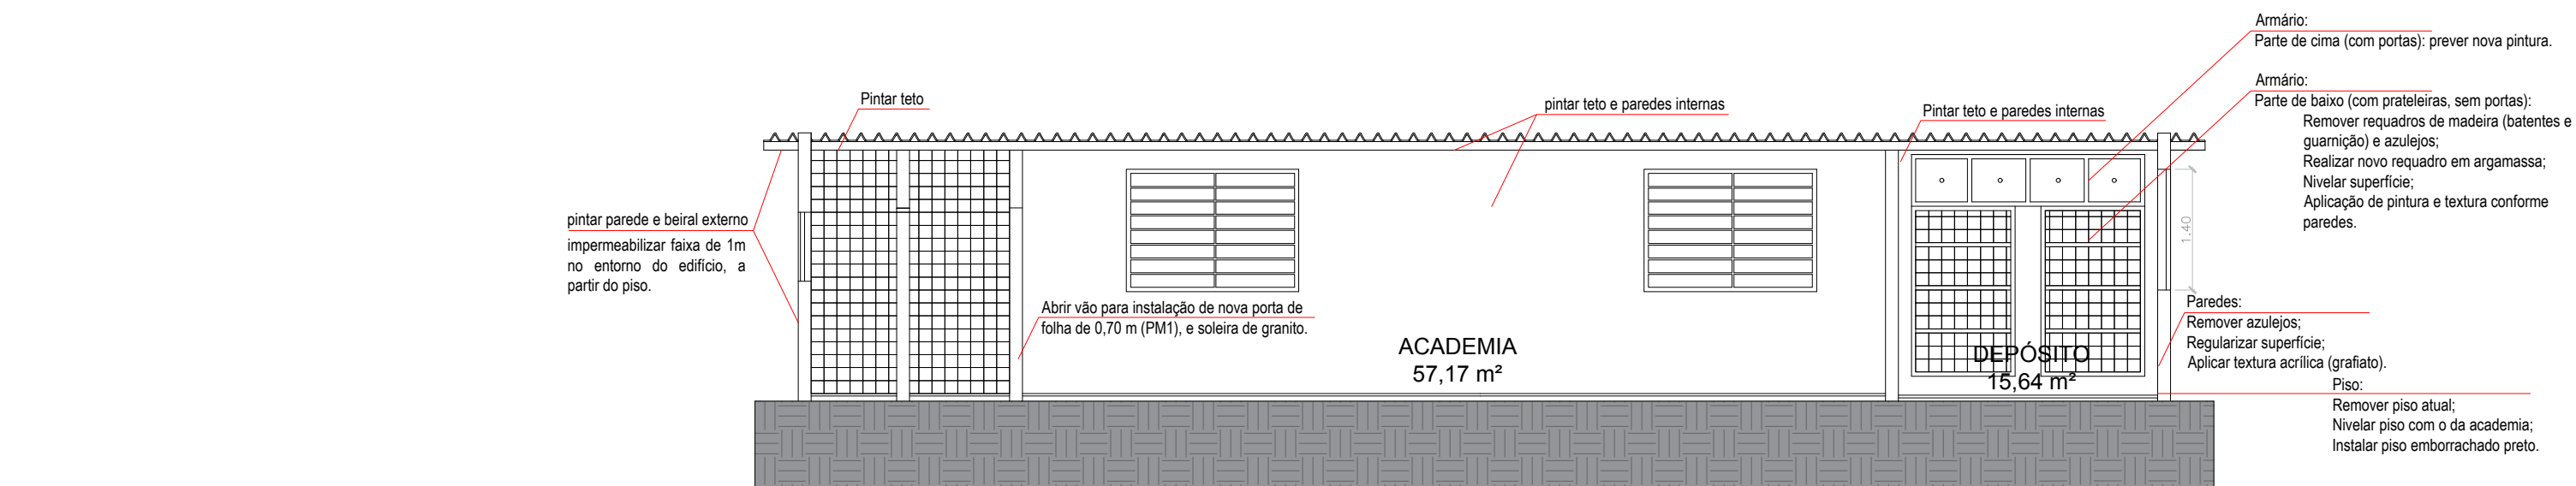 Armário:
Parte de cima (com portas): prever nova pintura.
Armário:
Parte de baixo (com prateleiras, sem portas):
Remover requadros de madeira (batentes e
guarnição) e azulejos;
Realizar novo requadro em argamassa;
Nivelar superfície;
Aplicação de pintura e textura conforme
paredes.
Pintar teto
pintar teto e paredes internas
Pintar teto e paredes internas
pintar parede e beiral externo
impermeabilizar faixa de 1m
no entorno do edifício, a
partir do piso.
1.40
Abrir vão para instalação de nova porta de
folha de 0,70 m (PM1), e soleira de granito.
ACADEMIA
57,17 m²
DEPÓSITO
15,64 m²
Paredes:
Remover azulejos;
Regularizar superfície;
Aplicar textura acrílica (grafiato).
Piso:
Remover piso atual;
Nivelar piso com o da academia;
Instalar piso emborrachado preto.